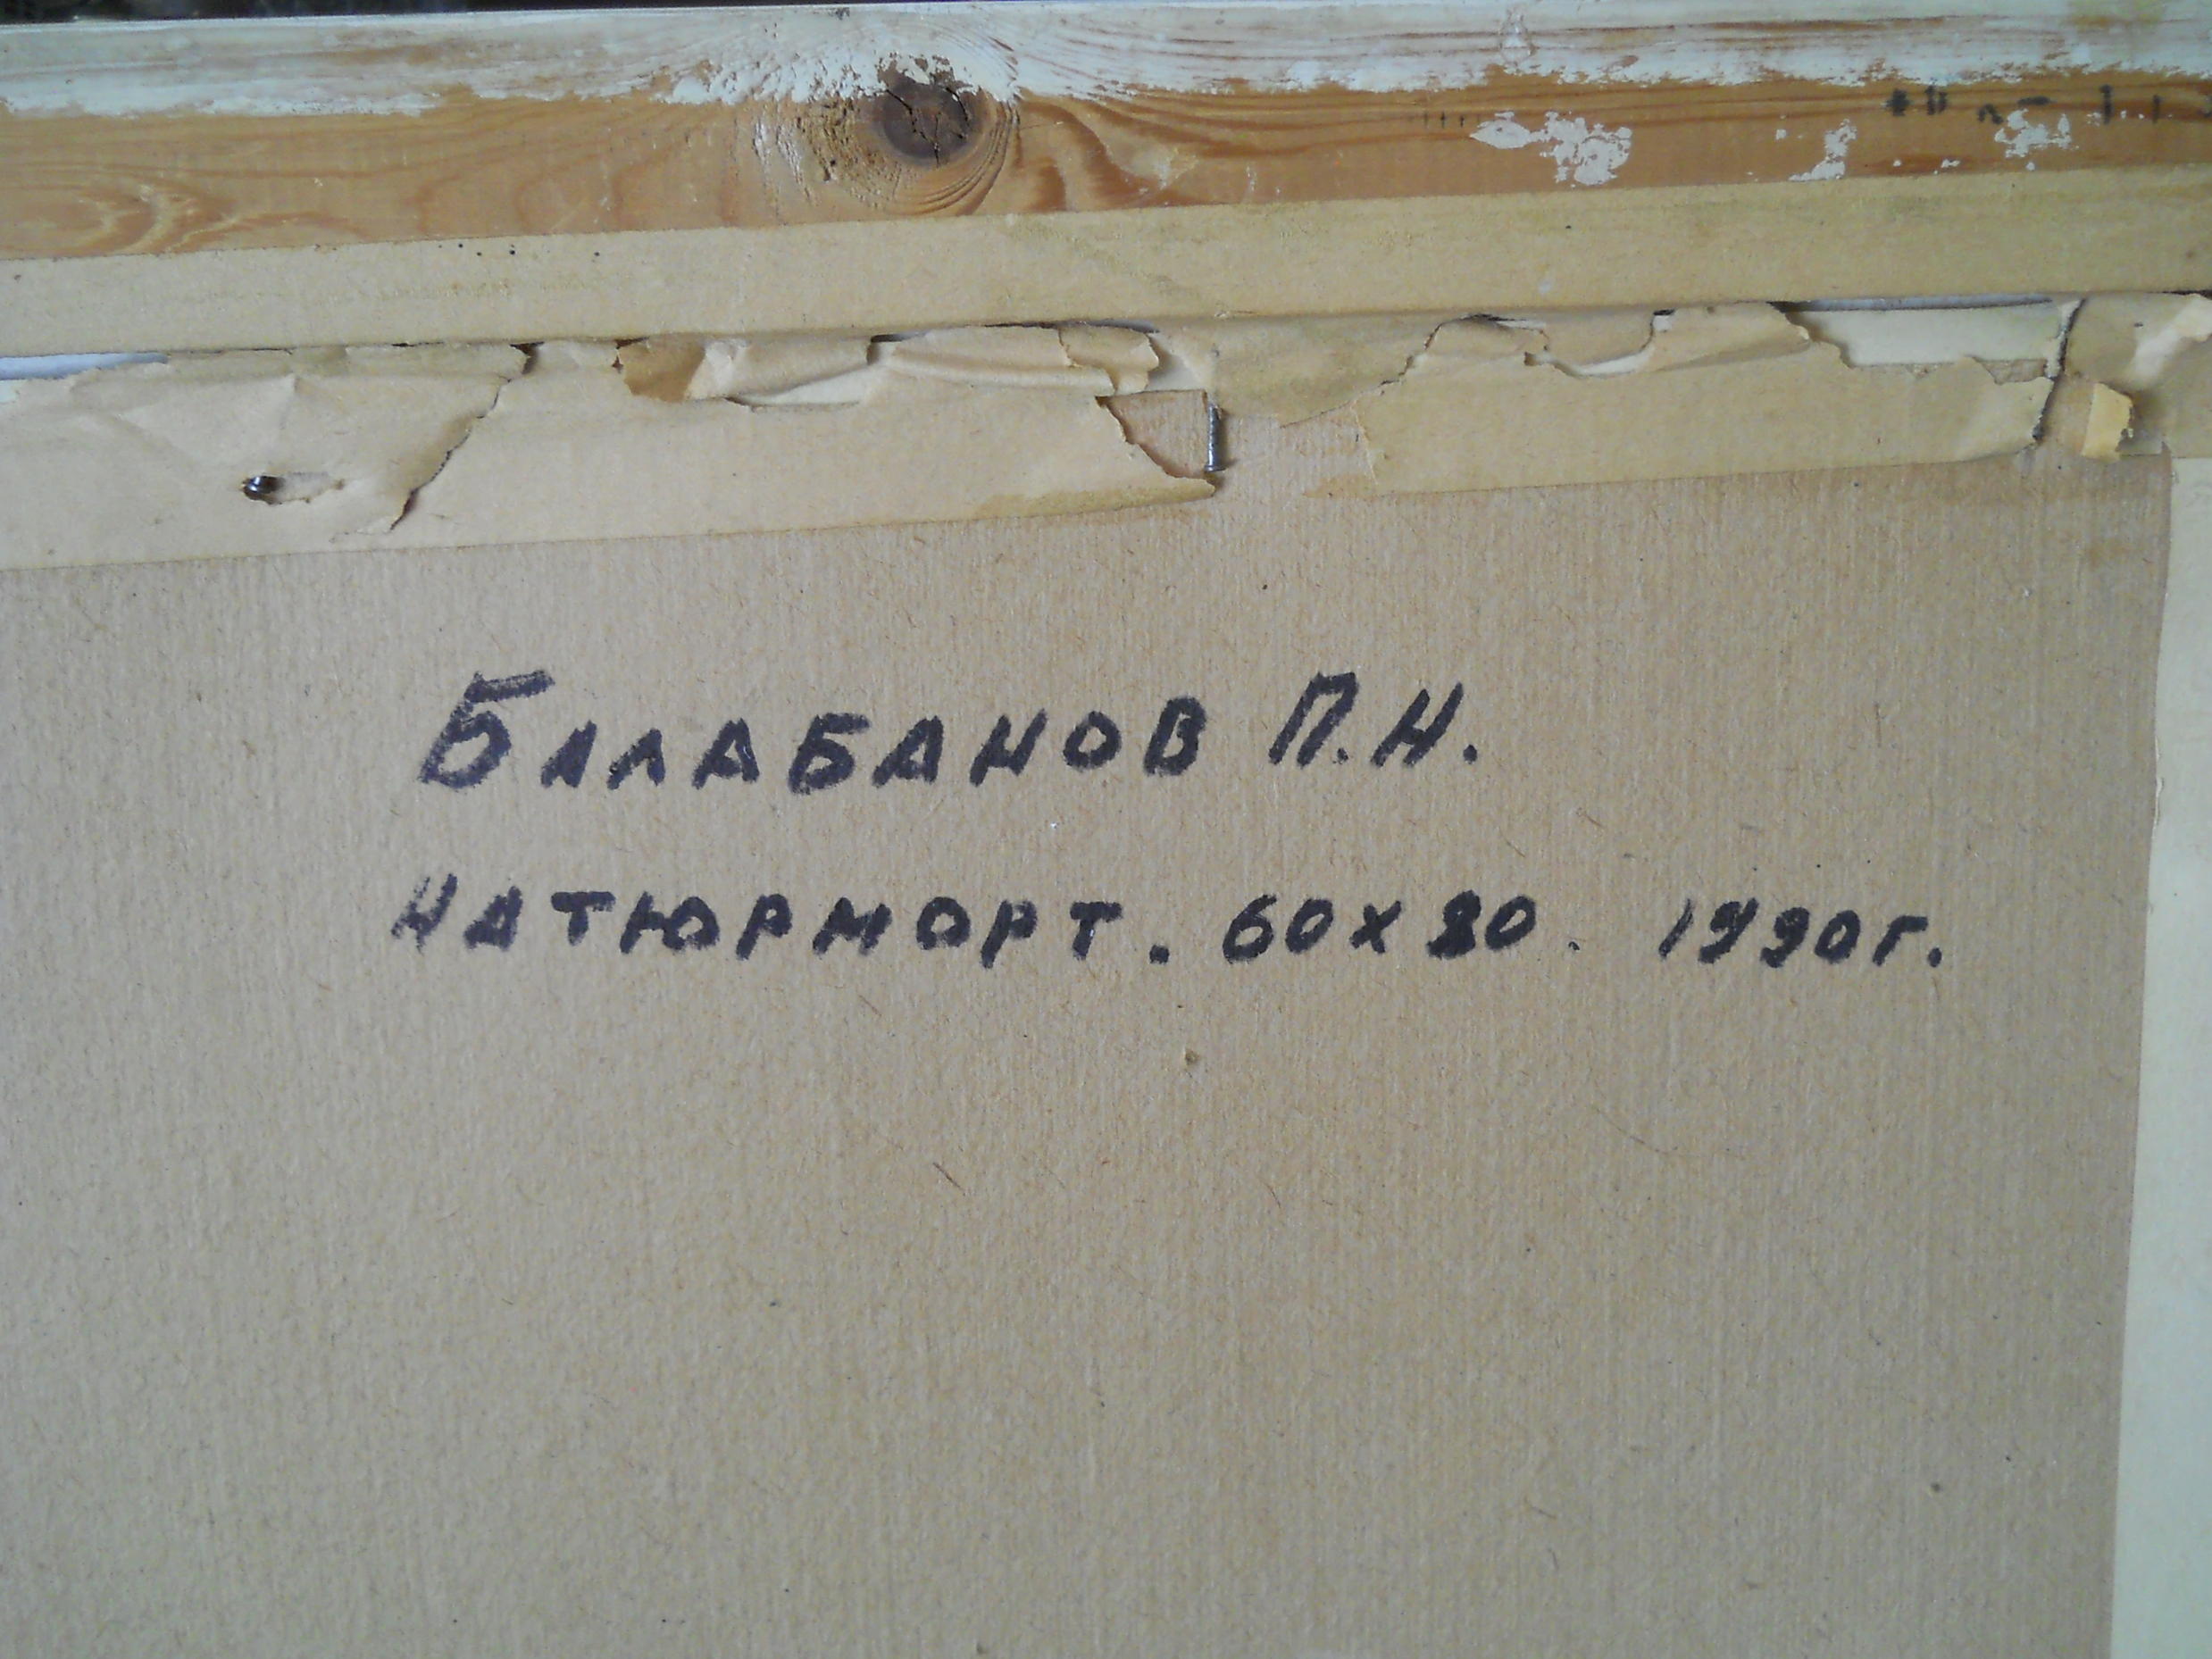 Балабанов П.Н.
Натюрморт. 60х80. 1990г.